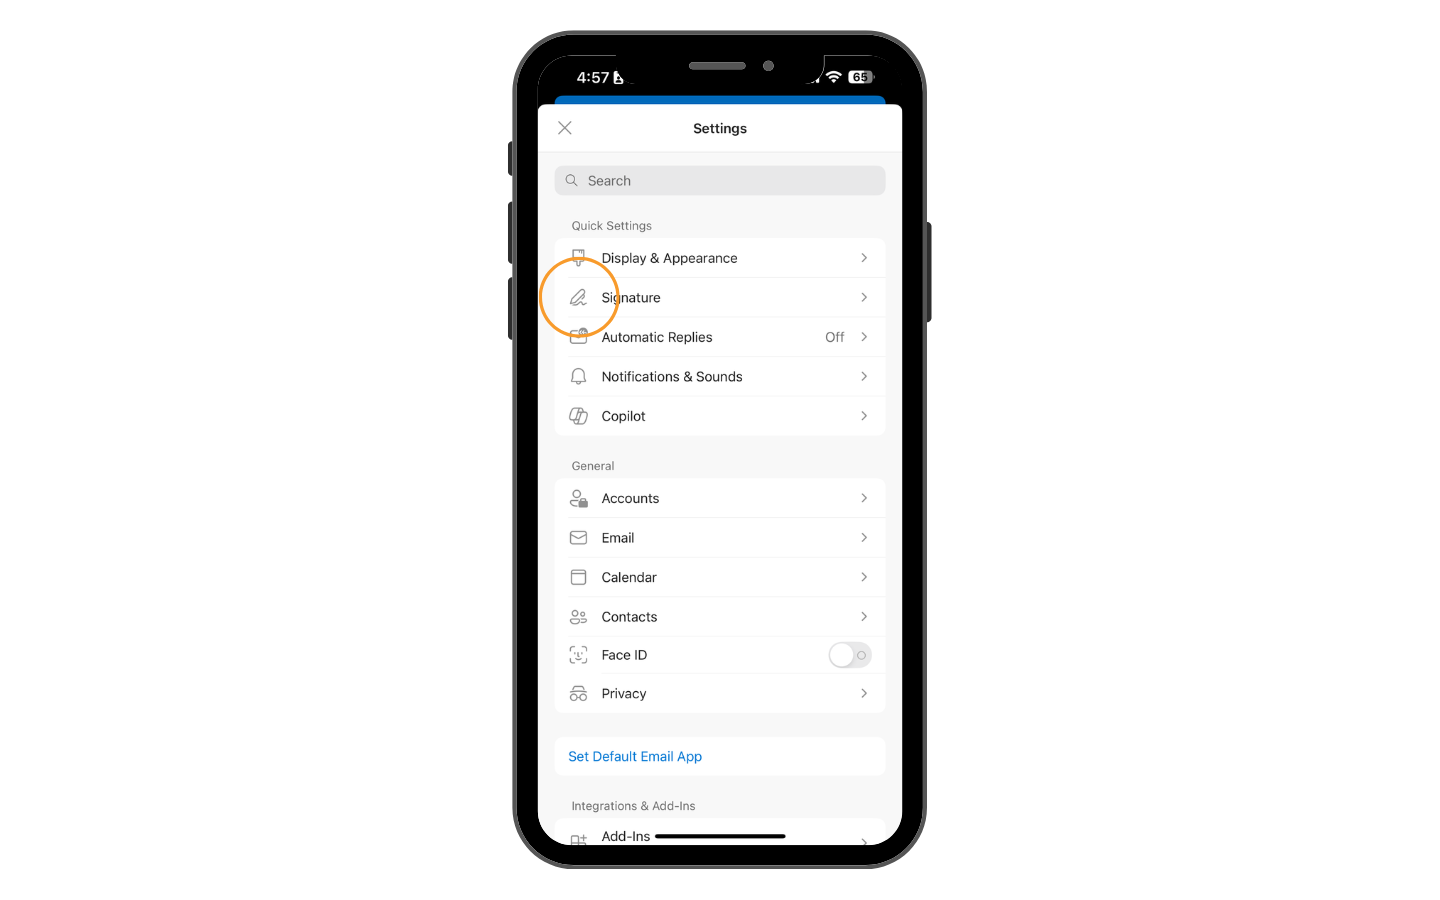 4:57
65
Settings
Search
Quick Settings
Display & Appearance
Signature
Automatic Replies Off
Notifications & Sounds
Copilot
General
Accounts
Email
Calendar
Contacts
Face ID
Privacy
Set Default Email App
Integrations & Add-Ins
Add-Ins